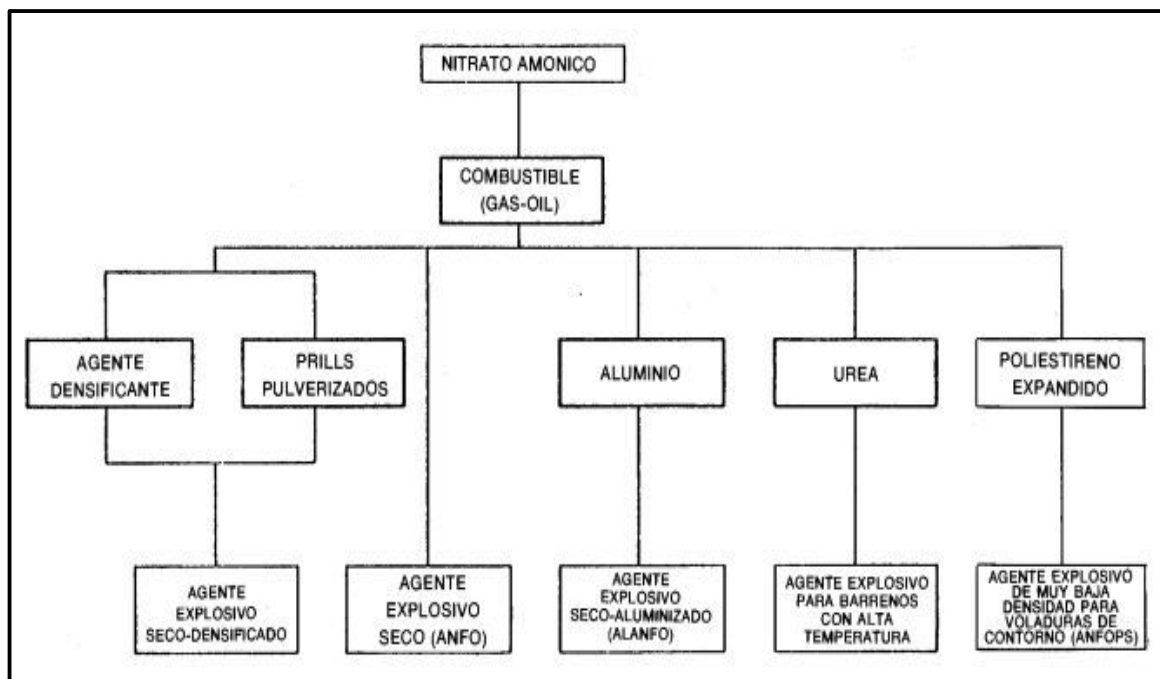 NITRATO AMONICO
COMBUSTIBLE
(GAS-OIL)
AGENTE
DENSIFICANTE
PRILLS
PULVERIZADOS
ALUMINIO
UREA
POLIESTIRENO
EXPANDIDO
AGENTE
EXPLOSIVO
SECO-DENSIFICADO
AGENTE
EXPLOSIVO
SECO (ANFO)
AGENTE
EXPLOSIVO
SECO-ALUMINIZADO
(ALANFO)
AGENTE EXPLOSIVO
PARA BARRENOS
CON ALTA
TEMPERATURA
AGENTE EXPLOSIVO
DE MUY BAJA
DENSIDAD PARA
VOLADURAS DE
CONTORNO (ANFOPS)